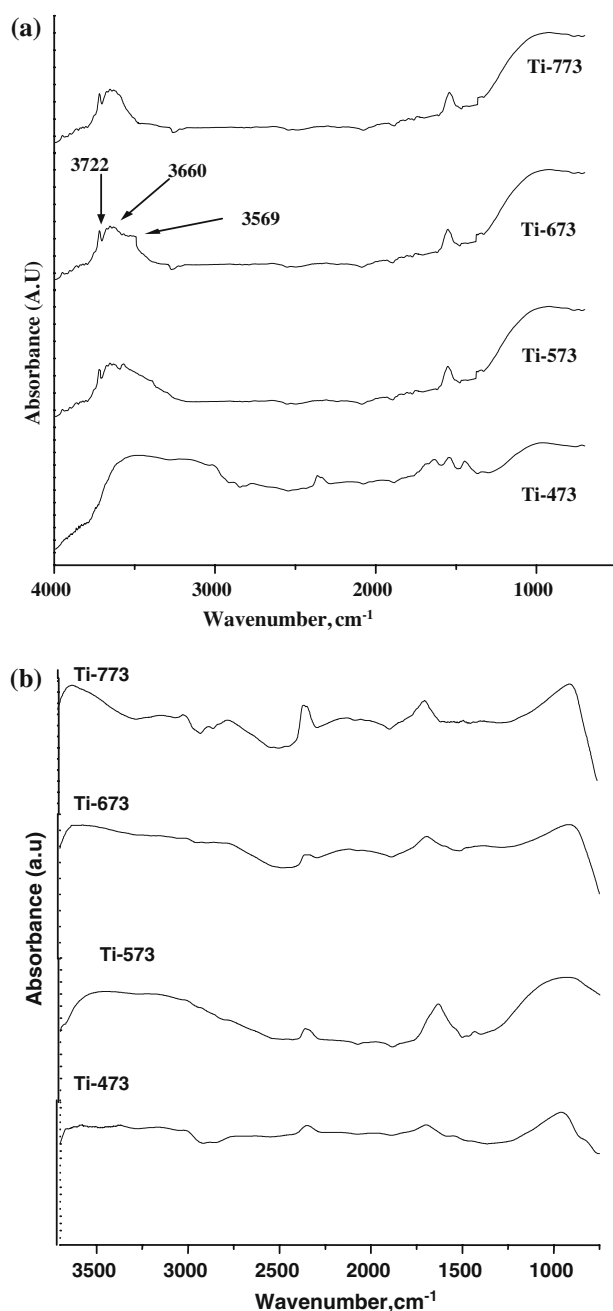 (a)
Ti-773
3722
3660
3569
Ti-673
Ti-573
Ti-473
Absorbance (A.U)
4000 3000 2000 1000
Wavenumber, cm-1
(b)
Ti-773
Ti-673
Ti-573
Ti-473
Absorbance (a.u)
3500 3000 2500 2000 1500 1000
Wavenumber,cm-1